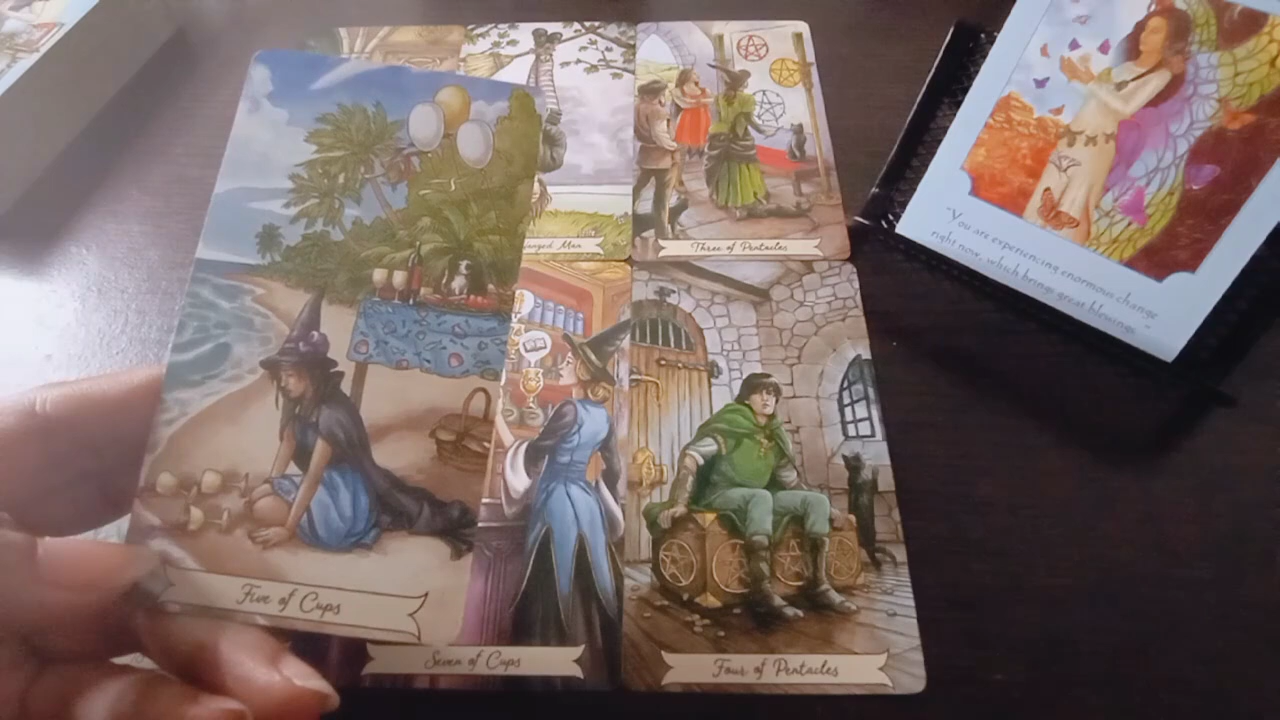 Hanged Man
Three of Pentacles
"You are experiencing enormous change
right now, which brings great blessings."
Five of Cups
Seven of Cups
Four of Pentacles